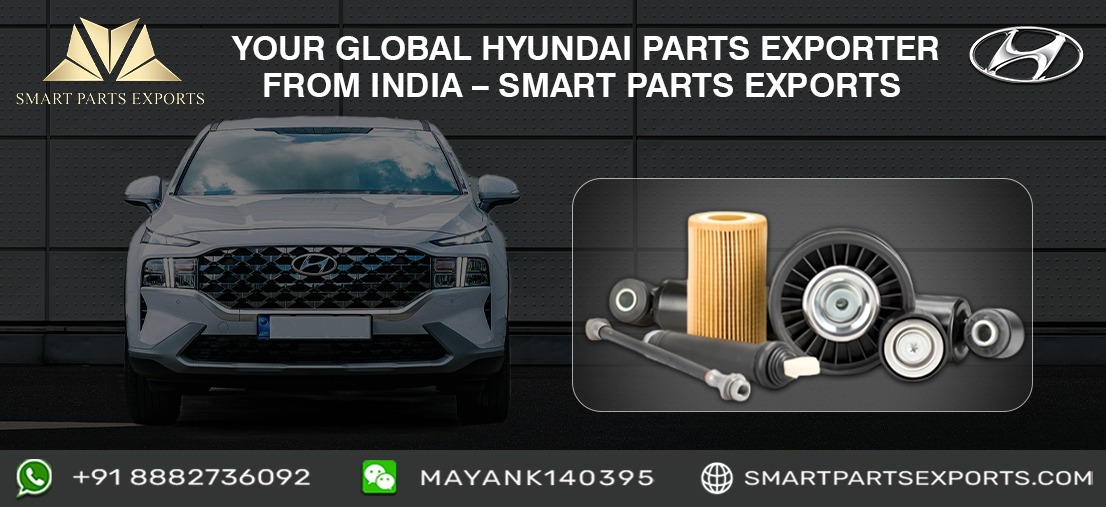 SMART PARTS EXPORTS
YOUR GLOBAL HYUNDAI PARTS EXPORTER
FROM INDIA – SMART PARTS EXPORTS
+91 8882736092
MAYANK140395
SMARTPARTSEXPORTS.COM